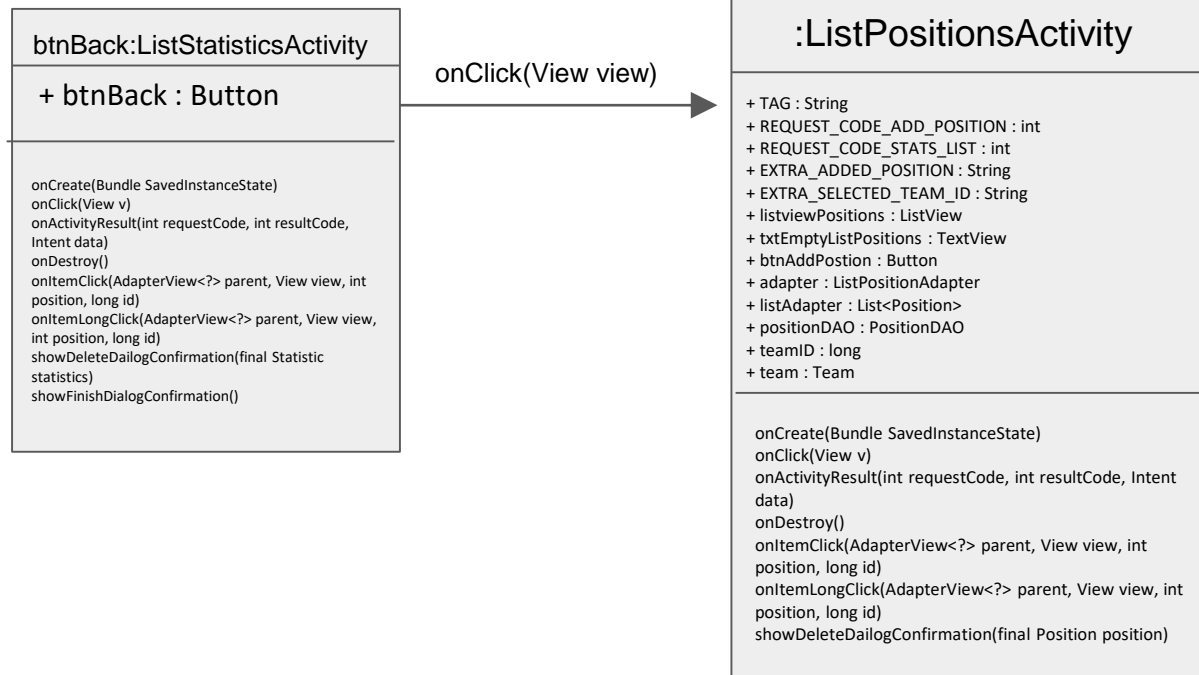 btnBack:ListStatisticsActivity
+ btnBack : Button
onCreate(Bundle SavedInstanceState)
onClick(View v)
onActivityResult(int requestCode, int resultCode,
Intent data)
onDestroy()
onItemClick(AdapterView<?> parent, View view, int
position, long id)
onItemLongClick(AdapterView<?> parent, View view,
int position, long id)
showDeleteDailogConfirmation(final Statistic
statistics)
showFinishDialogConfirmation()
onClick(View view)
:ListPositionsActivity
+ TAG : String
+ REQUEST_CODE_ADD_POSITION : int
+ REQUEST_CODE_STATS_LIST : int
+ EXTRA_ADDED_POSITION : String
+ EXTRA_SELECTED_TEAM_ID : String
+ listviewPositions : ListView
+ txtEmptyListPositions : TextView
+ btnAddPostion : Button
+ adapter : ListPositionAdapter
+ listAdapter : List<Position>
+ positionDAO : PositionDAO
+ teamID : long
+ team : Team
onCreate(Bundle SavedInstanceState)
onClick(View v)
onActivityResult(int requestCode, int resultCode, Intent
data)
onDestroy()
onItemClick(AdapterView<?> parent, View view, int
position, long id)
onItemLongClick(AdapterView<?> parent, View view, int
position, long id)
showDeleteDailogConfirmation(final Position position)